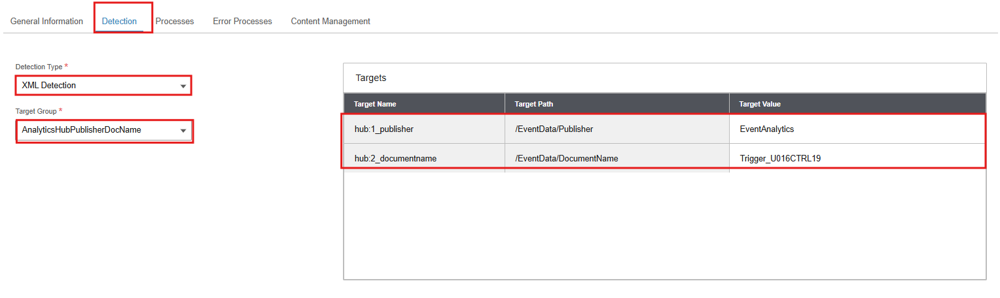 General Information Detection Processes Error Processes Content Management
Detection Type *
XML Detection
Target Group *
AnalyticsHubPublisherDocName
Targets
Target Name Target Path Target Value
hub:1_publisher /EventData/Publisher EventAnalytics
hub:2_documentname /EventData/DocumentName Trigger_U016CTRL19